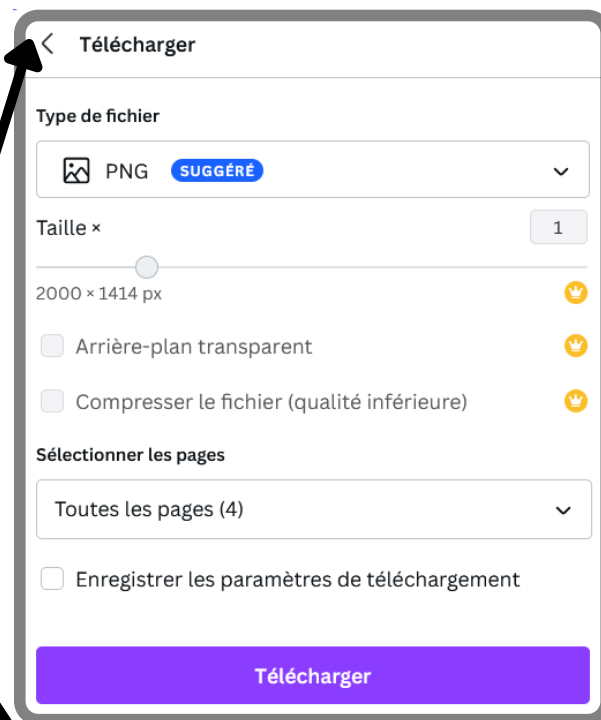 Télécharger
Type de fichier
PNG SUGGÉRÉ
Taille × 1
2000 × 1414 px
Arrière-plan transparent
Compresser le fichier (qualité inférieure)
Sélectionner les pages
Toutes les pages (4)
Enregistrer les paramètres de téléchargement
Télécharger